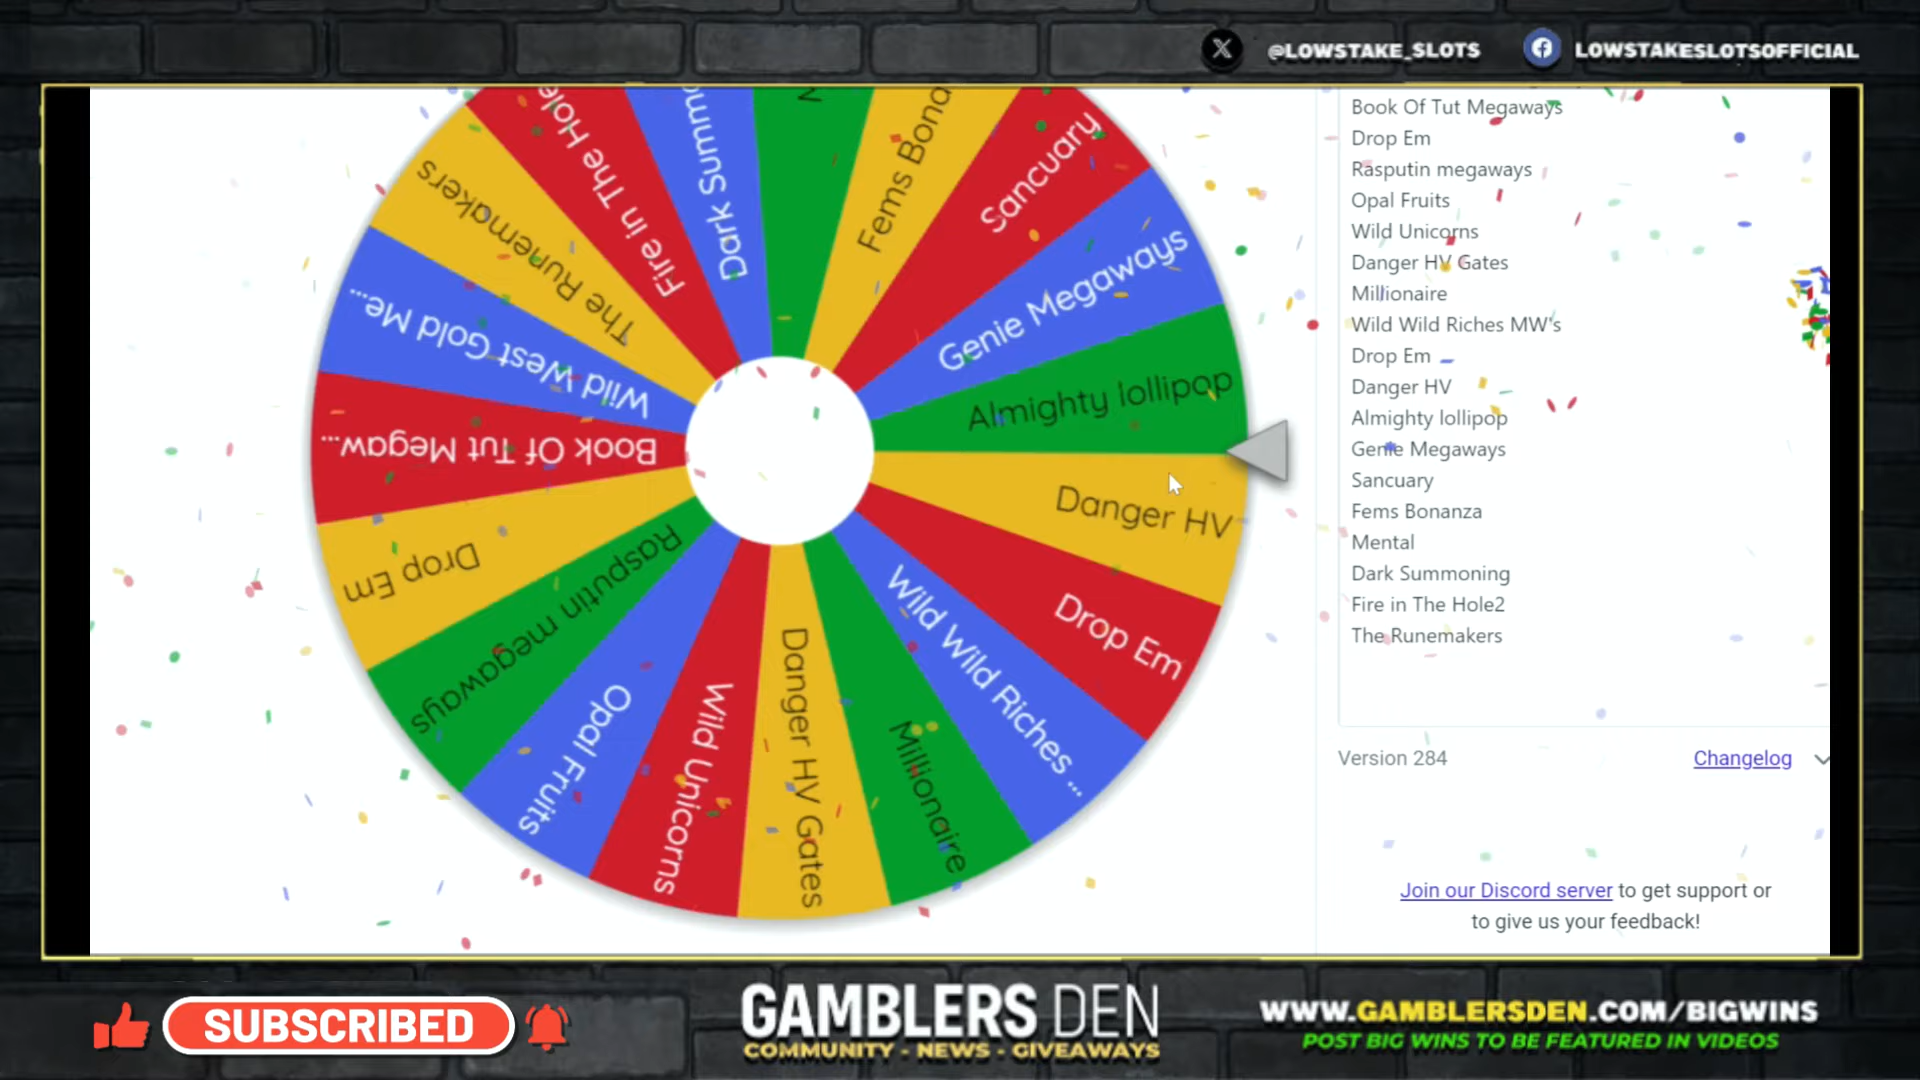 @LOWSTAKE_SLOTS
LOWSTAKESLOTSOFFICIAL
Sancuary
Genie Megaways
Almighty lollipop
Danger HV
Drop Em
Wild Wild Riches ...
Millionaire
Danger HV Gates
Wild Unicorns
Opal Fruits
Rasputin megaways
Drop Em
Book Of Tut Megaw...
Wild West Gold Me...
The Runemakers
Fire in The Hole
Dark Summo
Fems Bona
Book Of Tut Megaways
Drop Em
Rasputin megaways
Opal Fruits
Wild Unicorns
Danger HV Gates
Millionaire
Wild Wild Riches MW's
Drop Em
Danger HV
Almighty lollipop
Genie Megaways
Sancuary
Fems Bonanza
Mental
Dark Summoning
Fire in The Hole2
The Runemakers
Version 284
Changelog
Join our Discord server to get support or
to give us your feedback!
SUBSCRIBED
GAMBLERS DEN
COMMUNITY - NEWS - GIVEAWAYS
WWW.GAMBLERSDEN.COM/BIGWINS
POST BIG WINS TO BE FEATURED IN VIDEOS